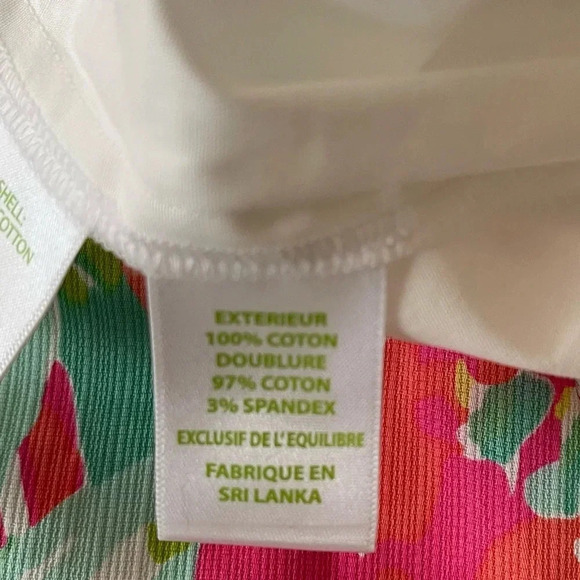 SHELL:
COTTON
EXTERIEUR
100% COTON
DOUBLURE
97% COTON
3% SPANDEX
EXCLUSIF DE L'EQUILIBRE
FABRIQUE EN
SRI LANKA